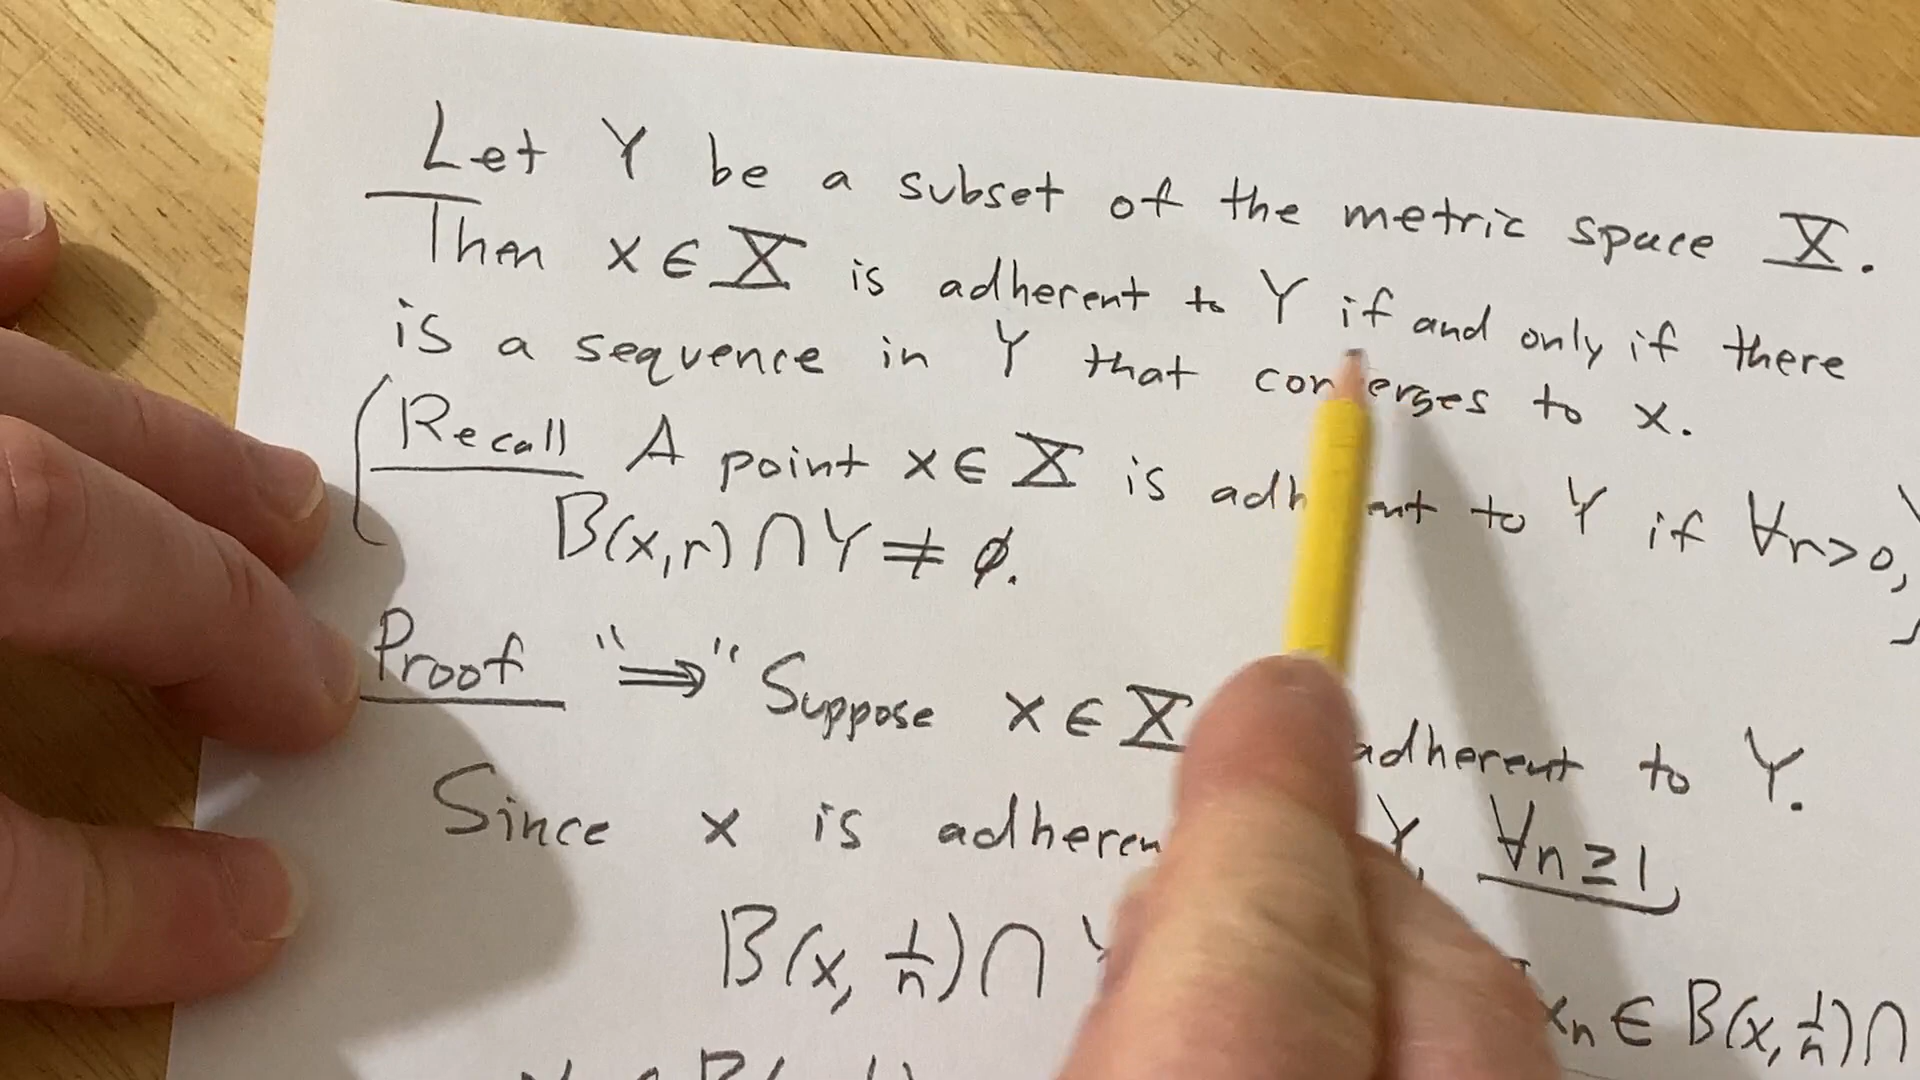 Let Y be a subset of the metric space X.
Then x ∈ X is adherent to Y if and only if there
is a sequence in Y that converges to x.
(Recall A point x ∈ X is adherent to Y if ∀r>0,
B(x,r) ∩ Y ≠ ∅.
Proof "⇒" Suppose x ∈ X adherent to Y.
Since x is adheren Y, ∀n≥1,
B(x, 1/n) ∩ xₙ ∈ B(x, 1/n) ∩